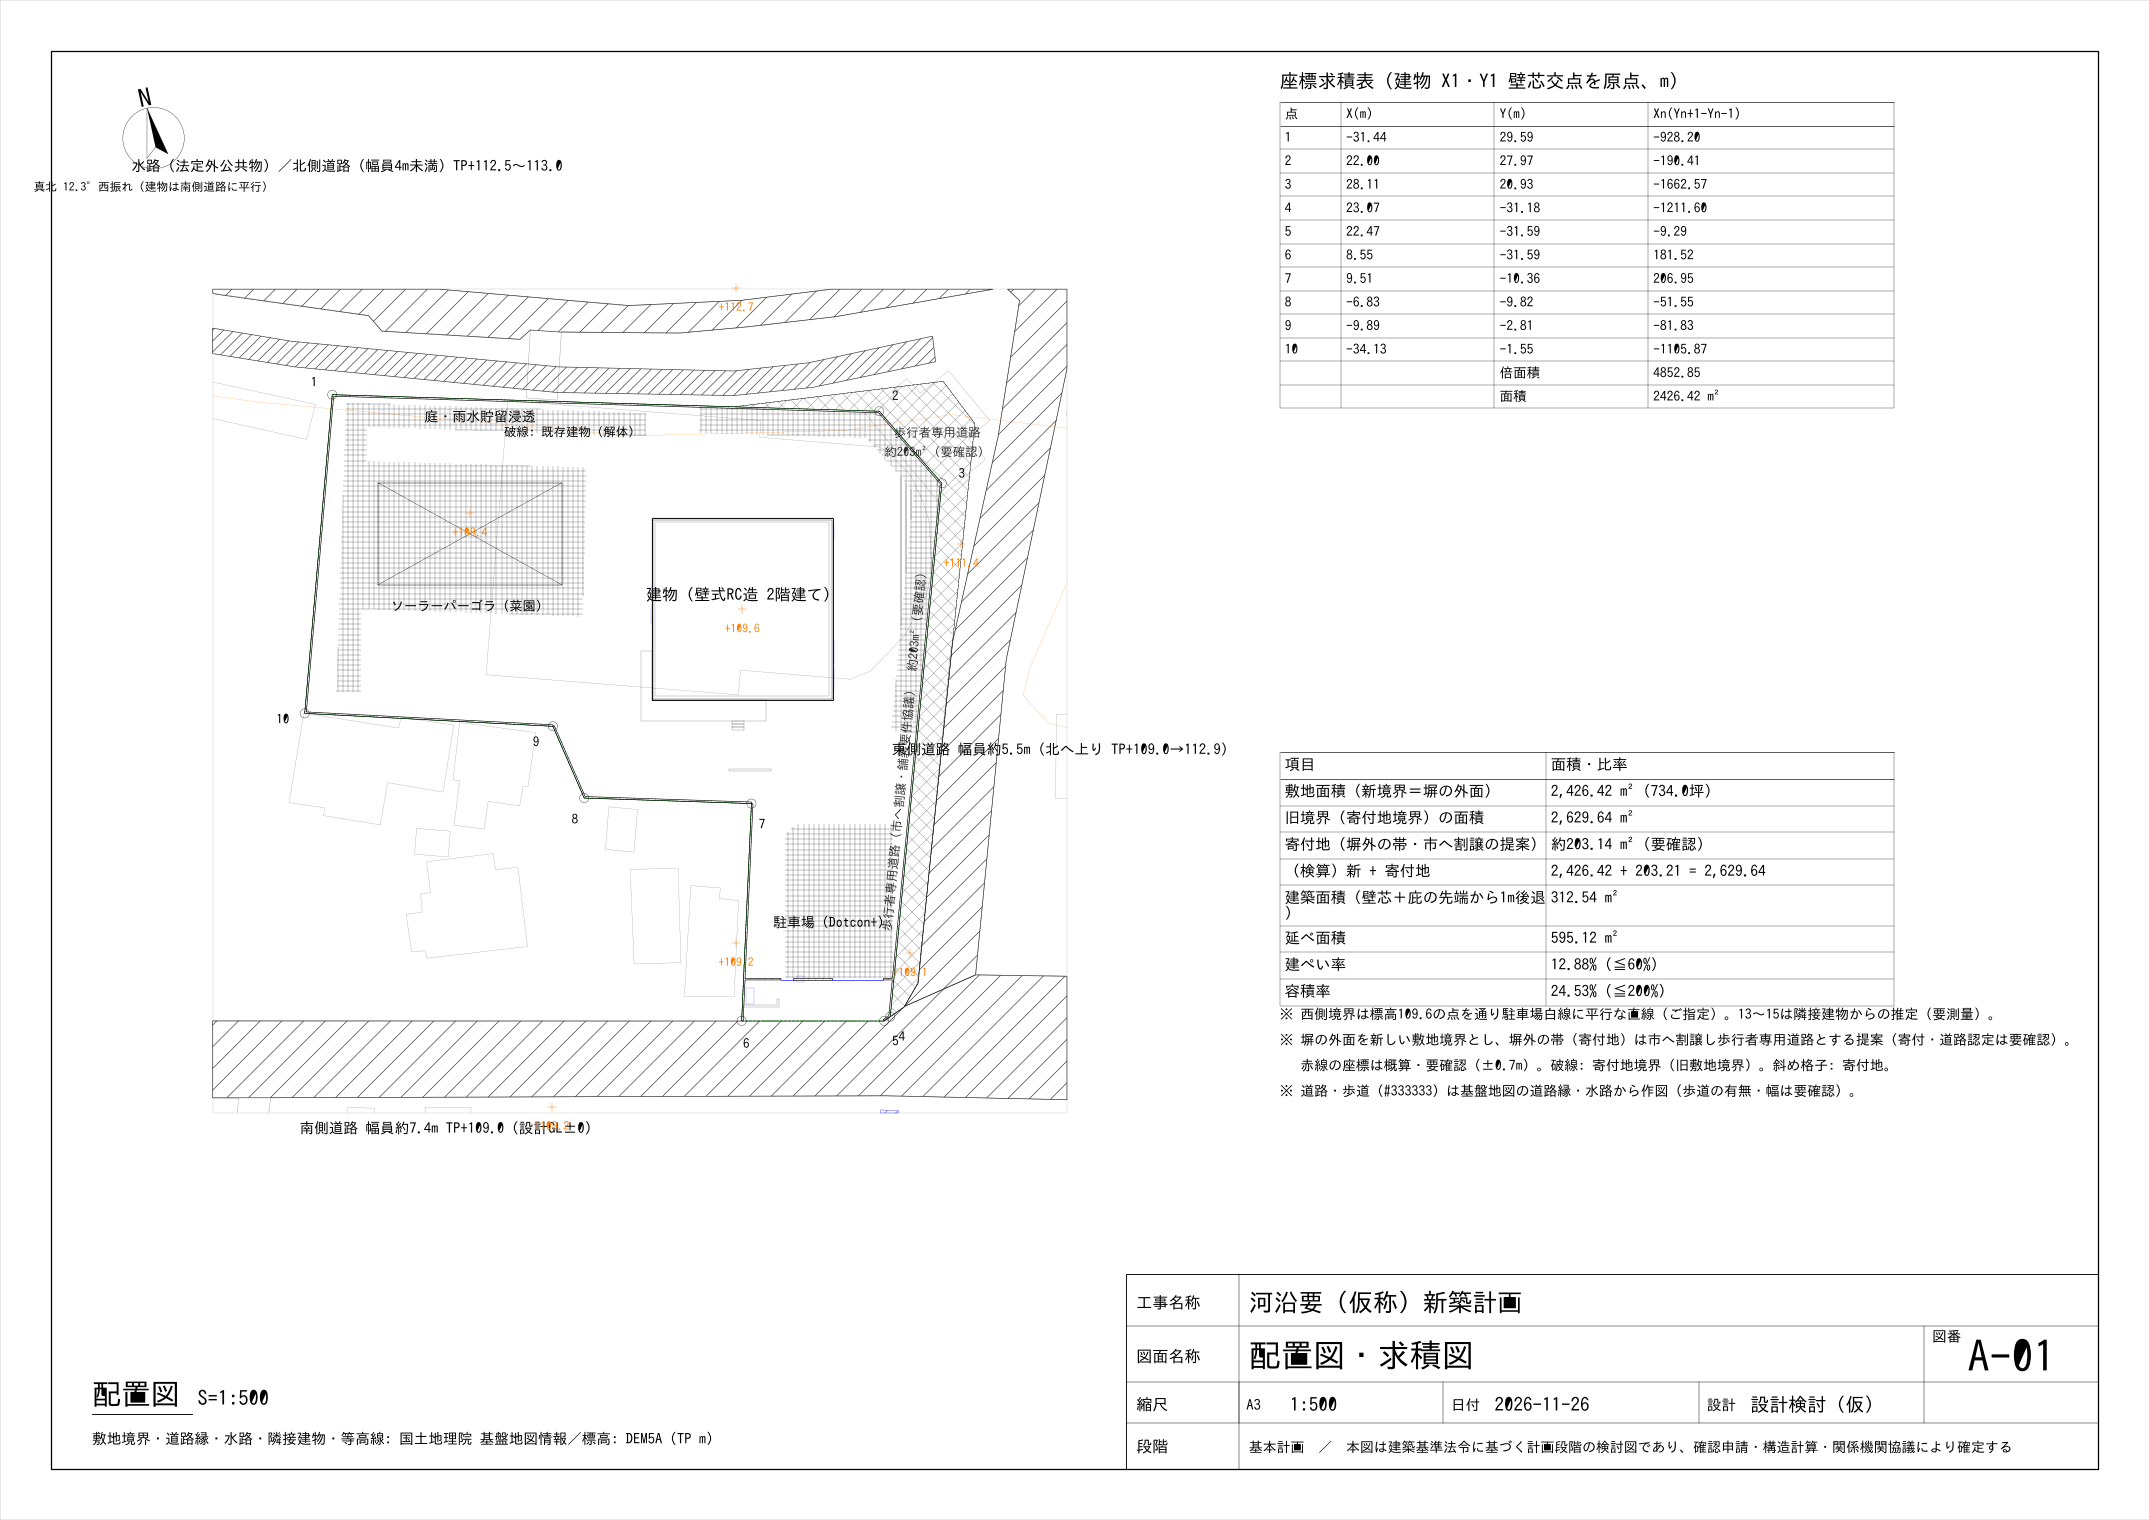 N
水路（法定外公共物）／北側道路（幅員4m未満）TP+112.5～113.0
真北 12.3° 西振れ（建物は南側道路に平行）
+112.7
1
2
庭・雨水貯留浸透
破線: 既存建物（解体）
歩行者専用道路
約203㎡（要確認）
3
+109.4
+111.4
ソーラーパーゴラ（菜園）
建物（壁式RC造 2階建て）
+109.6
歩行者専用道路（市へ割譲・舗装要件協議） 約203㎡（要確認）
10
9
東側道路 幅員約5.5m（北へ上り TP+109.0→112.9）
8
7
駐車場（Dotcon+）
+109.2
+109.1
6
5
4
南側道路 幅員約7.4m TP+109.0（設計GL±0）
座標求積表（建物 X1・Y1 壁芯交点を原点、m）
点 X(m) Y(m) Xn(Yn+1-Yn-1)
1 -31.44 29.59 -928.20
2 22.00 27.97 -190.41
3 28.11 20.93 -1662.57
4 23.07 -31.18 -1211.60
5 22.47 -31.59 -9.29
6 8.55 -31.59 181.52
7 9.51 -10.36 206.95
8 -6.83 -9.82 -51.55
9 -9.89 -2.81 -81.83
10 -34.13 -1.55 -1105.87
倍面積 4852.85
面積 2426.42 ㎡
項目 面積・比率
敷地面積（新境界＝塀の外面） 2,426.42 ㎡（734.0坪）
旧境界（寄付地境界）の面積 2,629.64 ㎡
寄付地（塀外の帯・市へ割譲の提案） 約203.14 ㎡（要確認）
（検算）新 + 寄付地 2,426.42 + 203.21 = 2,629.64
建築面積（壁芯＋庇の先端から1m後退 312.54 ㎡
）
延べ面積 595.12 ㎡
建ぺい率 12.88%（≦60%）
容積率 24.53%（≦200%）
※ 西側境界は標高109.6の点を通り駐車場白線に平行な直線（ご指定）。13～15は隣接建物からの推定（要測量）。
※ 塀の外面を新しい敷地境界とし、塀外の帯（寄付地）は市へ割譲し歩行者専用道路とする提案（寄付・道路認定は要確認）。
赤線の座標は概算・要確認（±0.7m）。破線: 寄付地境界（旧敷地境界）。斜め格子: 寄付地。
※ 道路・歩道（#333333）は基盤地図の道路縁・水路から作図（歩道の有無・幅は要確認）。
配置図 S=1:500
敷地境界・道路縁・水路・隣接建物・等高線: 国土地理院 基盤地図情報／標高: DEM5A（TP m）
工事名称 河沿要（仮称）新築計画
図面名称 配置図・求積図 図番 A-01
縮尺 A3 1:500 日付 2026-11-26 設計 設計検討（仮）
段階 基本計画 ／ 本図は建築基準法令に基づく計画段階の検討図であり、確認申請・構造計算・関係機関協議により確定する